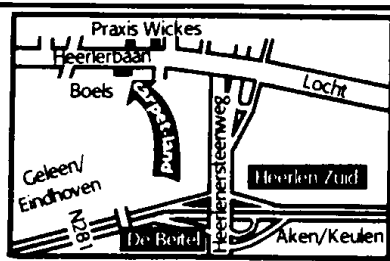 Praxis Wickes
Heerlerbaan
Boels
Carpet-Land
Locht
Heerlenersteenweg
Geleen/
Eindhoven
N281
Heerlen Zuid
De Beitel
Aken/Keulen